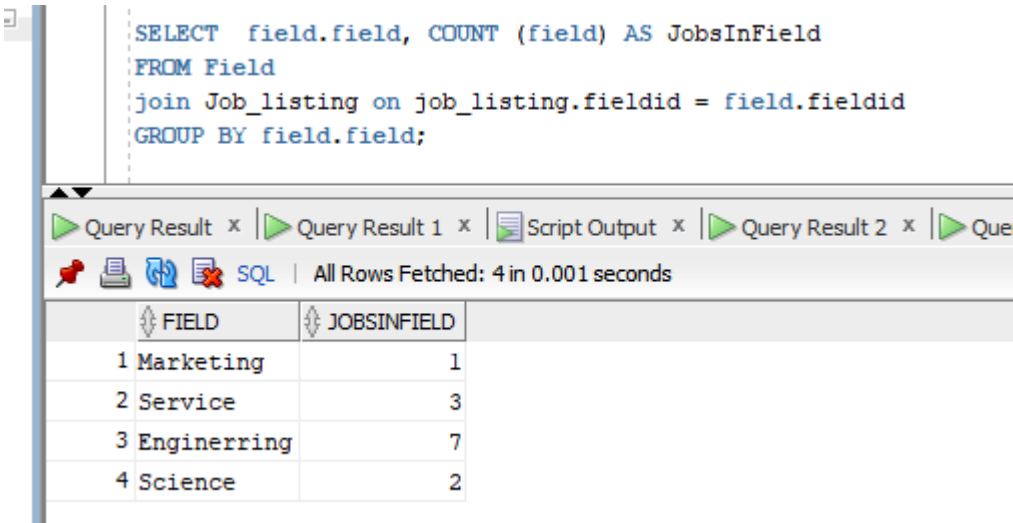 SELECT field.field, COUNT (field) AS JobsInField
FROM Field
join Job_listing on job_listing.fieldid = field.fieldid
GROUP BY field.field;
Query Result x Query Result 1 x Script Output x Query Result 2 x Que
SQL | All Rows Fetched: 4 in 0.001 seconds
FIELD JOBSINFIELD
1 Marketing 1
2 Service 3
3 Enginerring 7
4 Science 2